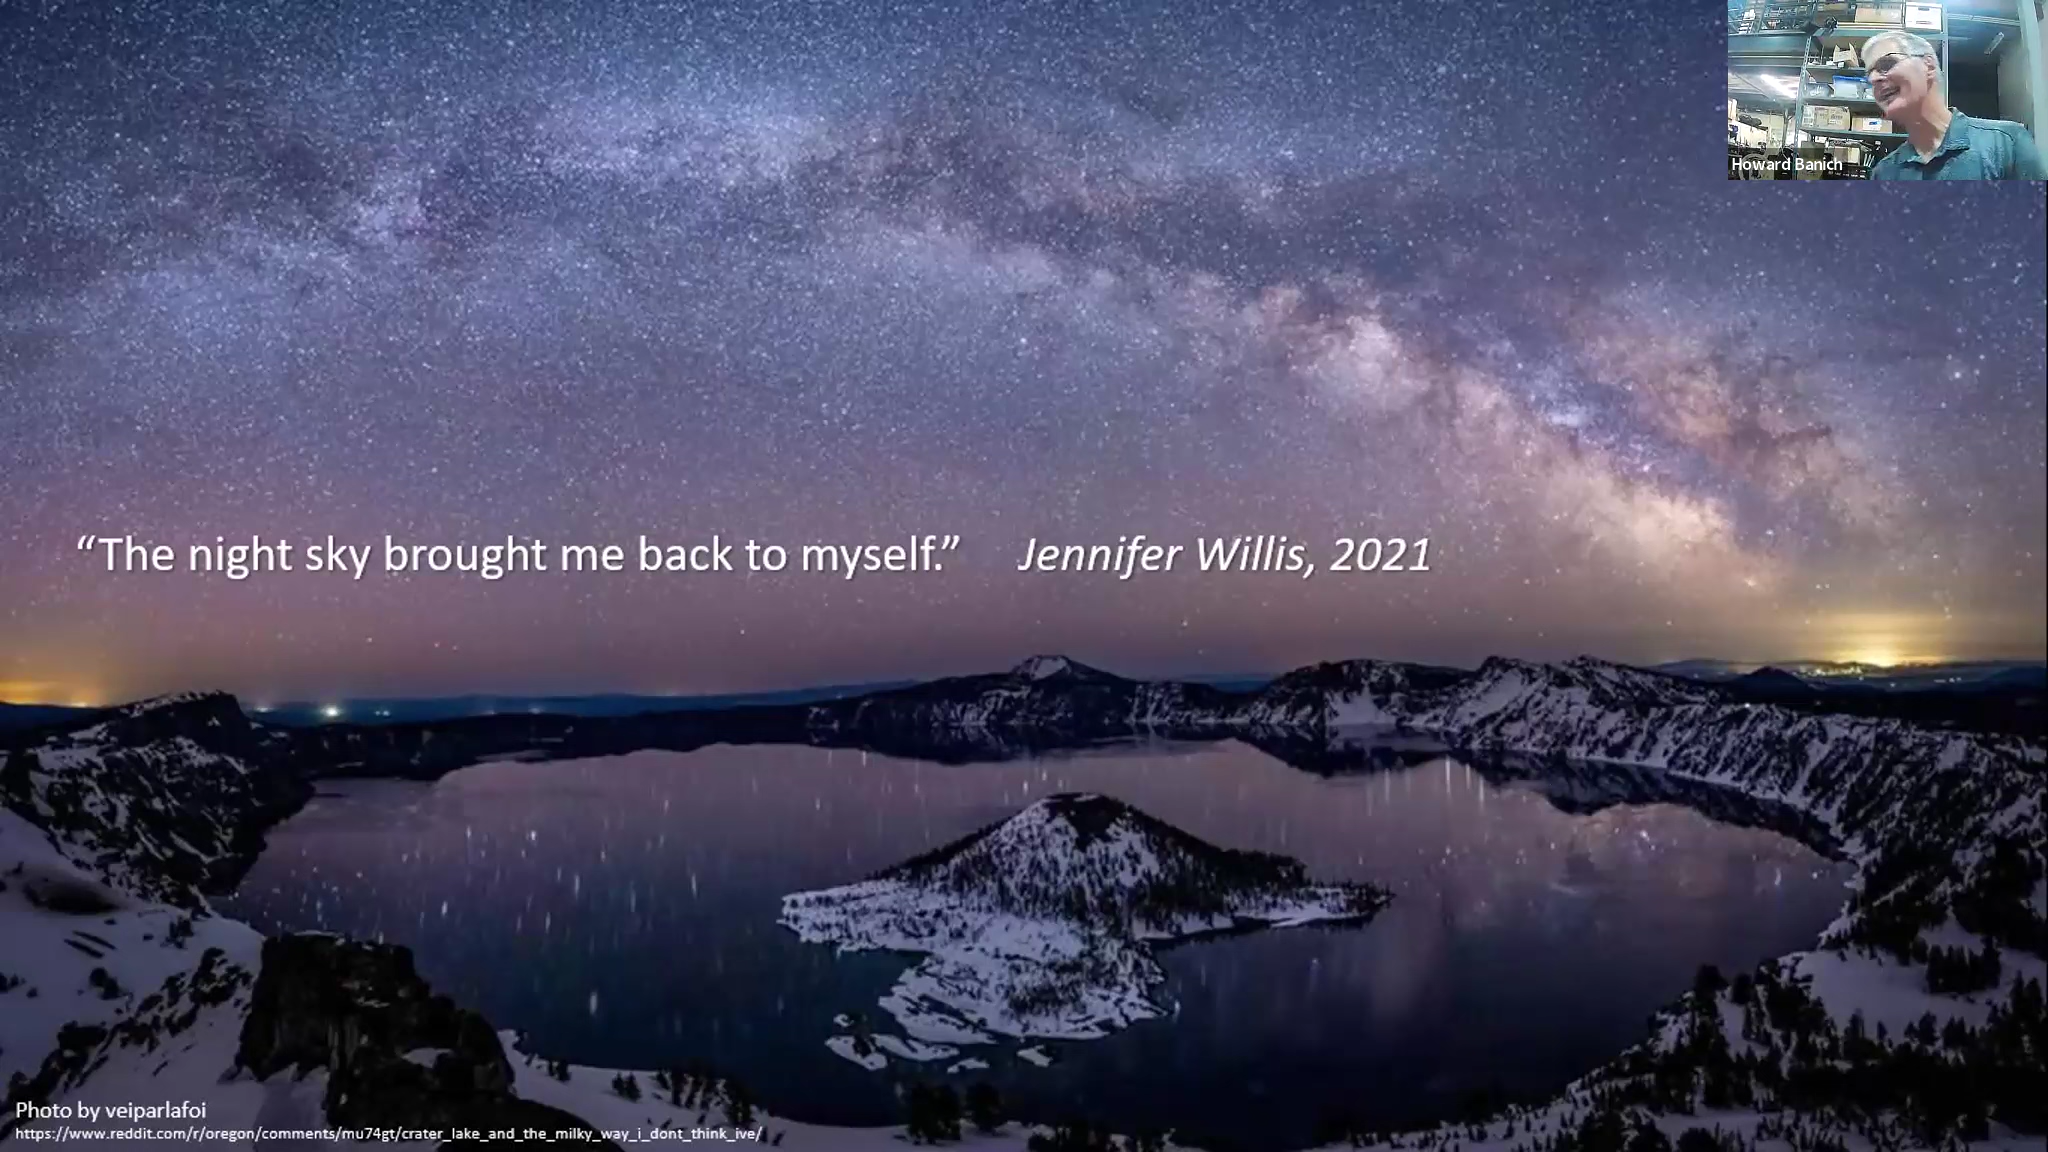 Howard Banich
“The night sky brought me back to myself.” Jennifer Willis, 2021
Photo by veiparlafoi
https://www.reddit.com/r/oregon/comments/mu74gt/crater_lake_and_the_milky_way_i_dont_think_ive/